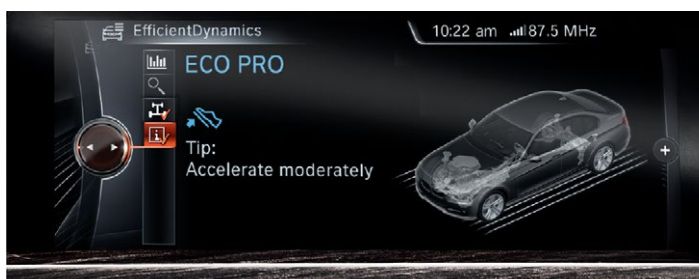 EfficientDynamics
10:22 am 87.5 MHz
ECO PRO
Tip:
Accelerate moderately